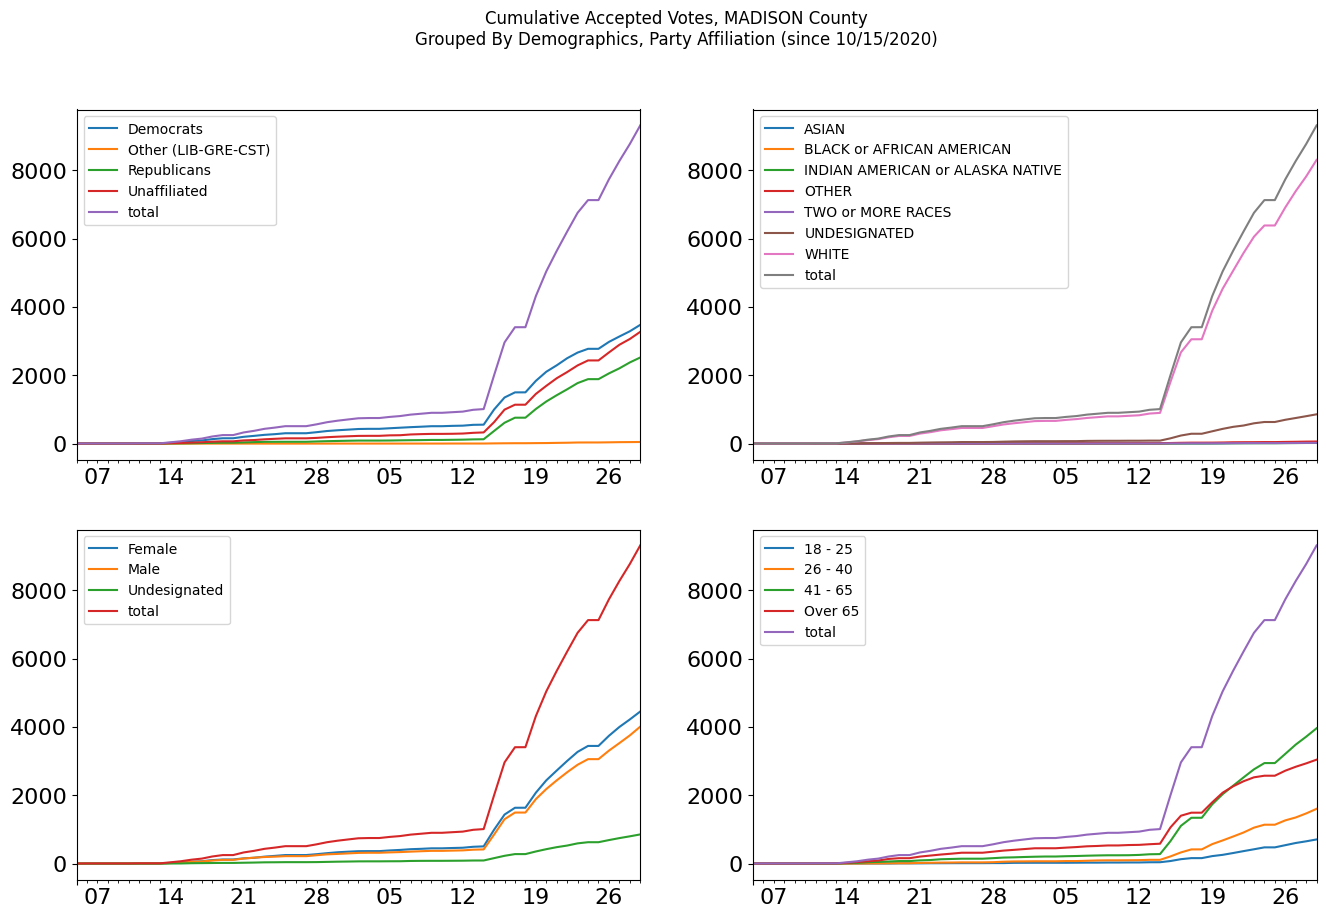 Cumulative Accepted Votes, MADISON County
Grouped By Demographics, Party Affiliation (since 10/15/2020)
Democrats
Other (LIB-GRE-CST)
Republicans
Unaffiliated
total
8000
6000
4000
2000
0
07 14 21 28 05 12 19 26
ASIAN
BLACK or AFRICAN AMERICAN
INDIAN AMERICAN or ALASKA NATIVE
OTHER
TWO or MORE RACES
UNDESIGNATED
WHITE
total
8000
6000
4000
2000
0
07 14 21 28 05 12 19 26
Female
Male
Undesignated
total
8000
6000
4000
2000
0
07 14 21 28 05 12 19 26
18 - 25
26 - 40
41 - 65
Over 65
total
8000
6000
4000
2000
0
07 14 21 28 05 12 19 26